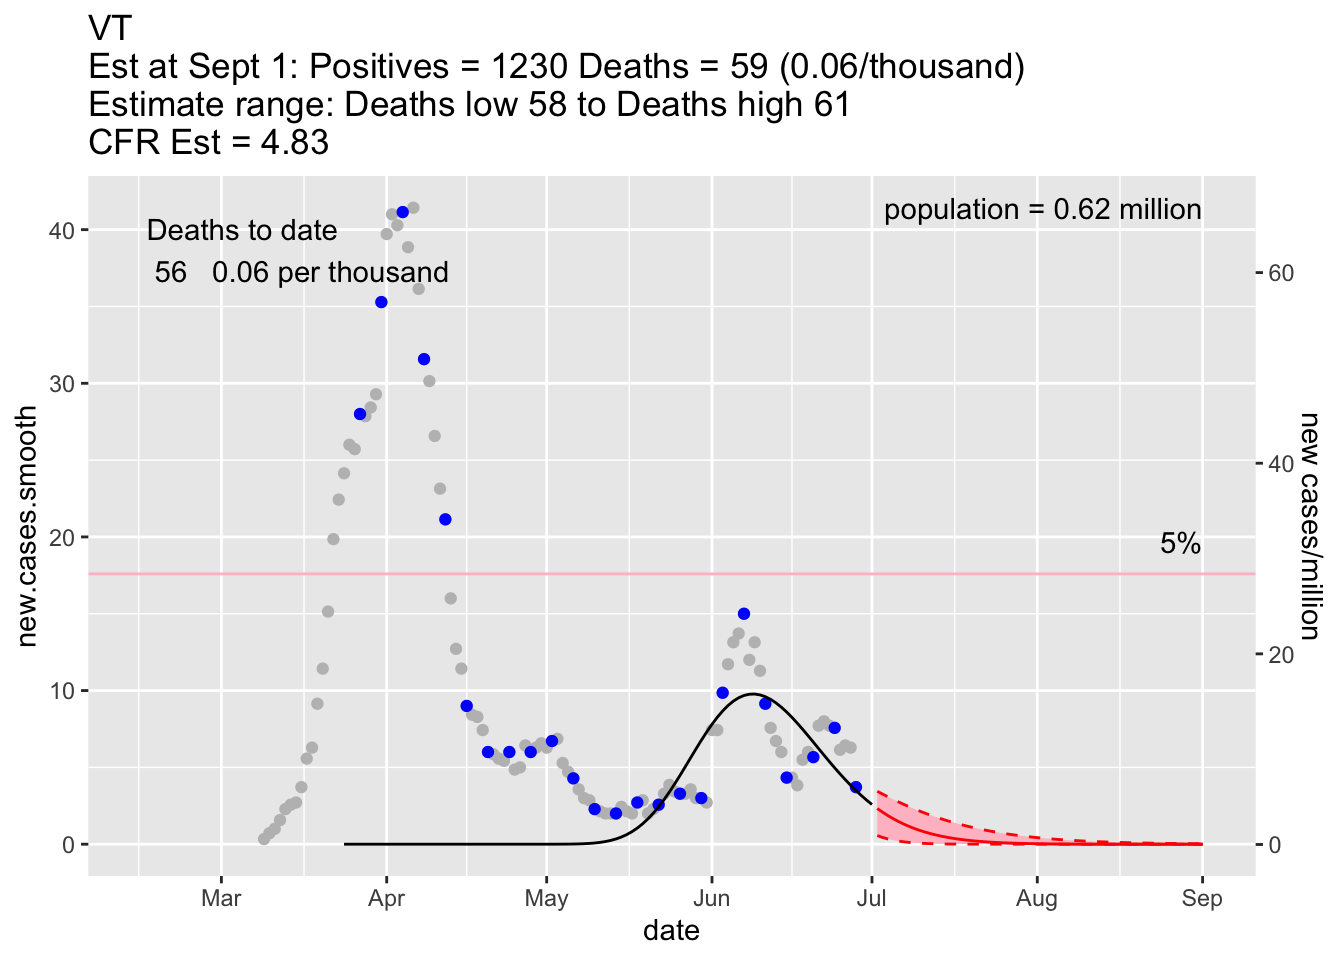 VT
Est at Sept 1: Positives = 1230 Deaths = 59 (0.06/thousand)
Estimate range: Deaths low 58 to Deaths high 61
CFR Est = 4.83
population = 0.62 million
Deaths to date
56 0.06 per thousand
5%
new.cases.smooth
40
30
20
10
0
new cases/million
60
40
20
0
Mar Apr May Jun Jul Aug Sep
date